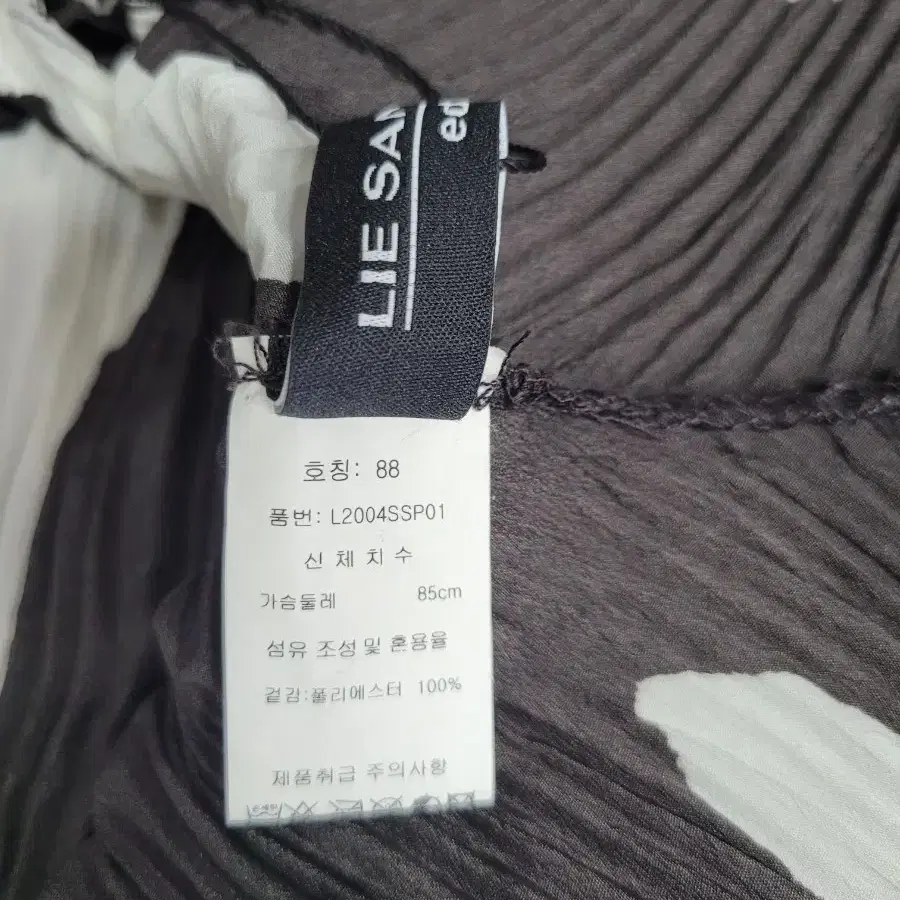 LIE SAN
ed
호칭: 88
품번: L2004SSP01
신체치수
가슴둘레 85cm
섬유 조성 및 혼용율
겉감:폴리에스터 100%
제품취급 주의사항